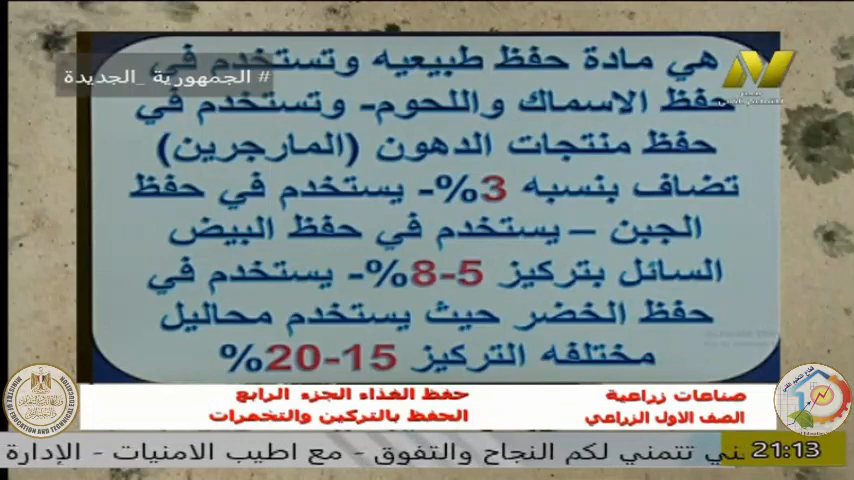 هي مادة حفظ طبيعيه وتستخدم في
# الجمهورية _الجديدة
حفظ الاسماك واللحوم- وتستخدم في
حفظ منتجات الدهون (المارجرين)
تضاف بنسبه 3%- يستخدم في حفظ
الجبن – يستخدم في حفظ البيض
السائل بتركيز 5-8%- يستخدم في
حفظ الخضر حيث يستخدم محاليل
مختلفه التركيز 15-20%
صناعات زراعية
حفظ الغذاء الجزء الرابع
الصف الاول الزراعي
الحفظ بالتركين والتخمرات
تتمني لكم النجاح والتفوق - مع اطيب الامنيات - الإدارة
21:13